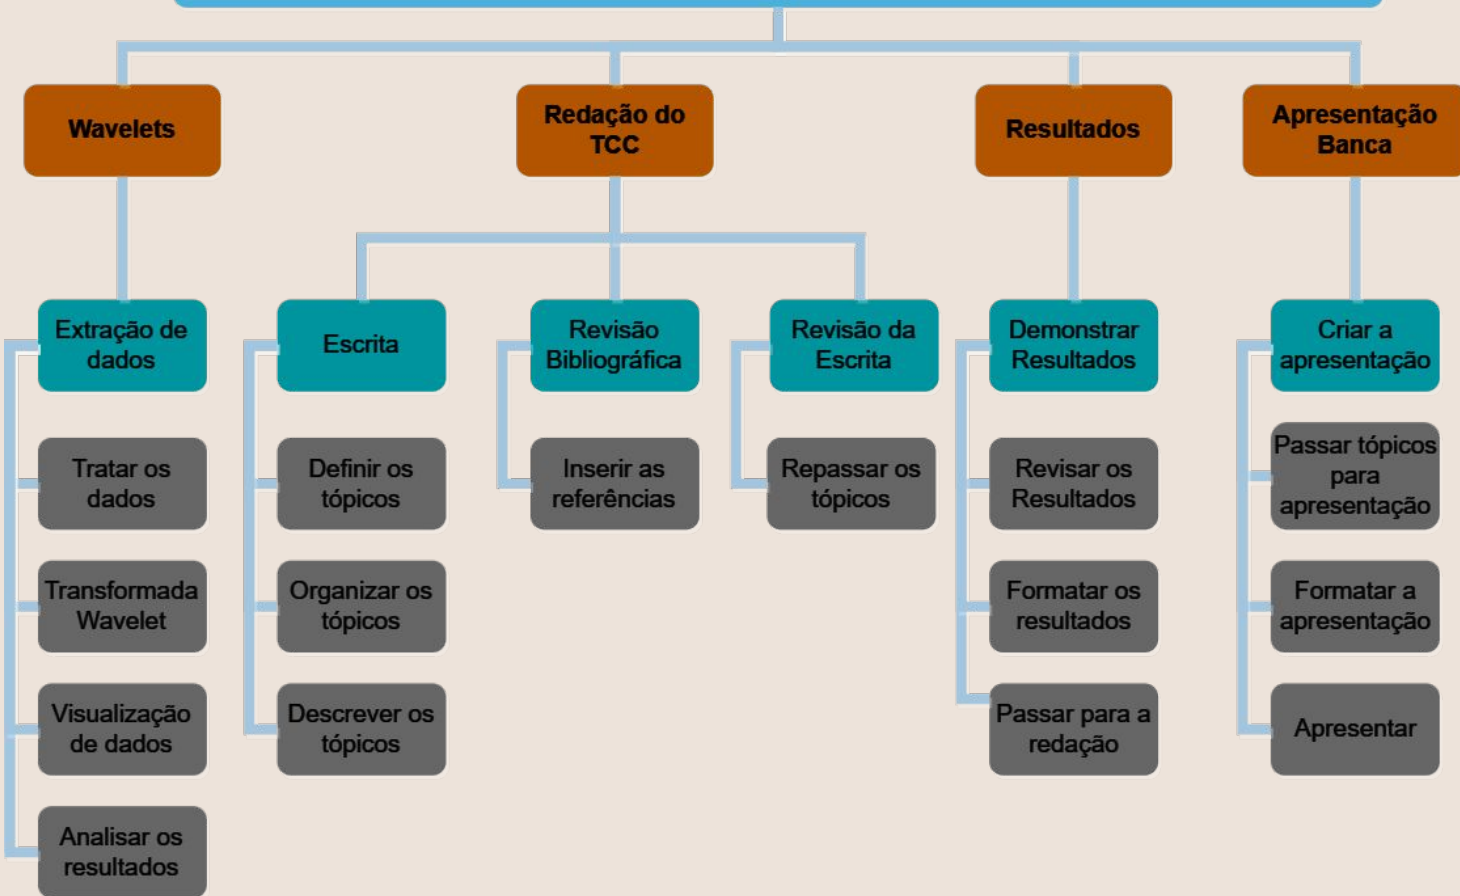 Wavelets
Redação do
TCC
Resultados
Apresentação
Banca
Extração de
dados
Escrita
Revisão
Bibliográfica
Revisão da
Escrita
Demonstrar
Resultados
Criar a
apresentação
Tratar os
dados
Definir os
tópicos
Inserir as
referências
Repassar os
tópicos
Revisar os
Resultados
Passar tópicos
para
apresentação
Transformada
Wavelet
Organizar os
tópicos
Formatar os
resultados
Formatar a
apresentação
Visualização
de dados
Descrever os
tópicos
Passar para a
redação
Apresentar
Analisar os
resultados